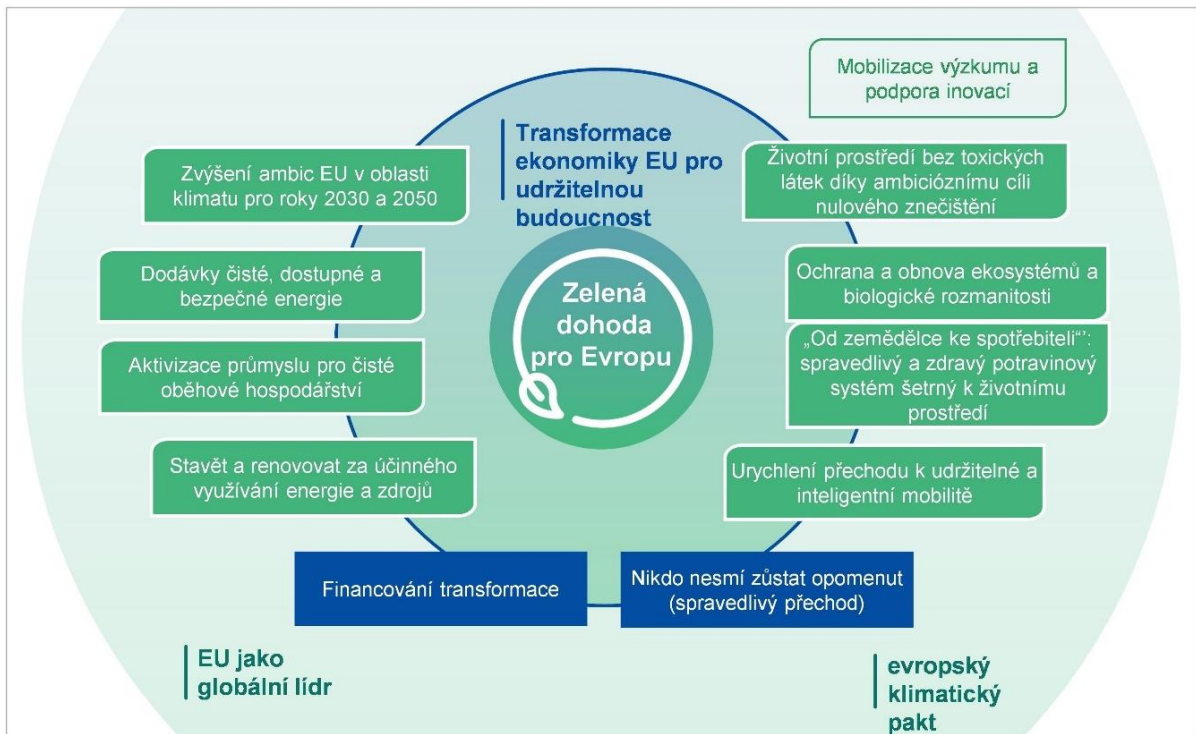 Mobilizace výzkumu a
podpora inovací
Transformace
ekonomiky EU pro
udržitelnou
budoucnost
Zvýšení ambic EU v oblasti
klimatu pro roky 2030 a 2050
Dodávky čisté, dostupné a
bezpečné energie
Aktivizace průmyslu pro čisté
oběhové hospodářství
Stavět a renovovat za účinného
využívání energie a zdrojů
Zelená
dohoda
pro Evropu
Životní prostředí bez toxických
látek díky ambicióznímu cíli
nulového znečištění
Ochrana a obnova ekosystémů a
biologické rozmanitosti
„Od zemědělce ke spotřebiteli“':
spravedlivý a zdravý potravinový
systém šetrný k životnímu
prostředí
Urychlení přechodu k udržitelné a
inteligentní mobilitě
Financování transformace
Nikdo nesmí zůstat opomenut
(spravedlivý přechod)
EU jako
globální lídr
evropský
klimatický
pakt